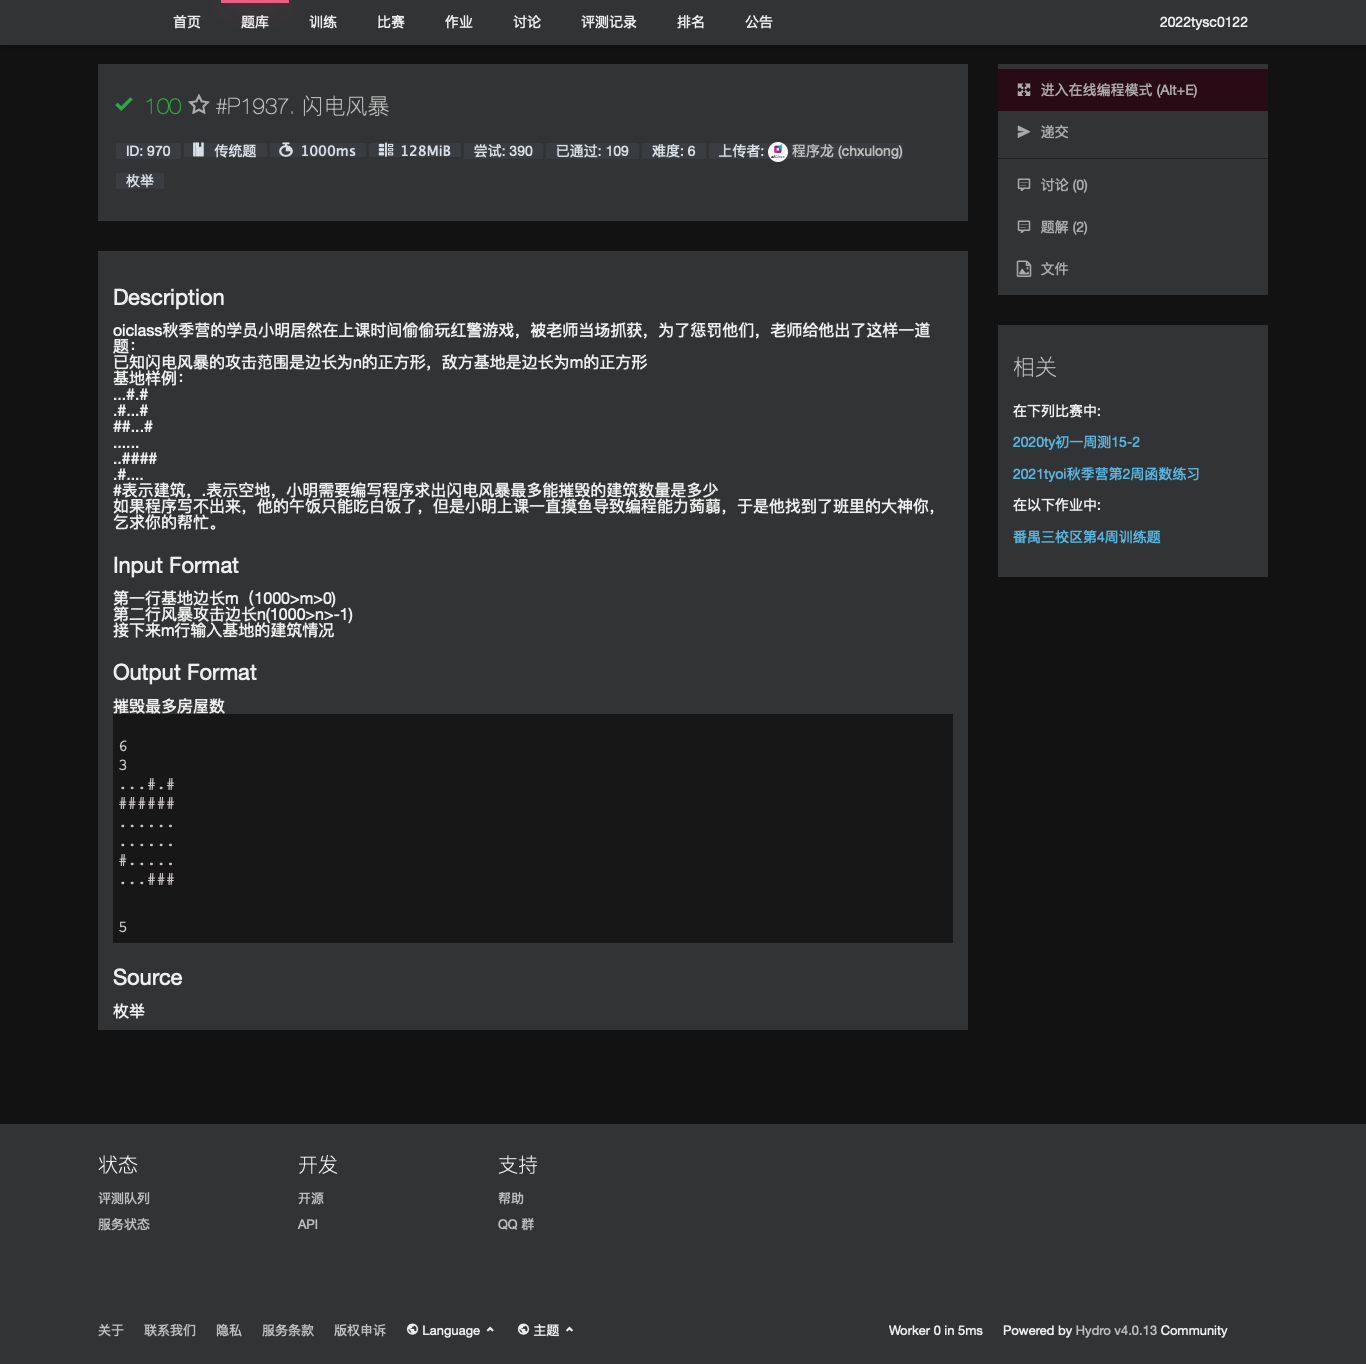 首页 题库 训练 比赛 作业 讨论 评测记录 排名 公告 2022tysc0122
100 #P1937. 闪电风暴
ID: 970 传统题 1000ms 128MiB 尝试: 390 已通过: 109 难度: 6 上传者: 程序龙 (chxulong)
枚举
进入在线编程模式 (Alt+E)
递交
讨论 (0)
题解 (2)
文件
Description
oiclass秋季营的学员小明居然在上课时间偷偷玩红警游戏，被老师当场抓获，为了惩罚他们，老师给他出了这样一道
题：
已知闪电风暴的攻击范围是边长为n的正方形，敌方基地是边长为m的正方形
基地样例：
...#.#
.#...#
##...#
......
..####
.#....
#表示建筑，.表示空地，小明需要编写程序求出闪电风暴最多能摧毁的建筑数量是多少
如果程序写不出来，他的午饭只能吃白饭了，但是小明上课一直摸鱼导致编程能力蒟蒻，于是他找到了班里的大神你，
乞求你的帮忙。
Input Format
第一行基地边长m（1000>m>0)
第二行风暴攻击边长n(1000>n>-1)
接下来m行输入基地的建筑情况
Output Format
摧毁最多房屋数
6
3
...#.#
######
......
......
#.....
...###
5
Source
枚举
相关
在下列比赛中:
2020ty初一周测15-2
2021tyoi秋季营第2周函数练习
在以下作业中:
番禺三校区第4周训练题
状态 开发 支持
评测队列 开源 帮助
服务状态 API QQ 群
关于 联系我们 隐私 服务条款 版权申诉 Language 主题 Worker 0 in 5ms Powered by Hydro v4.0.13 Community